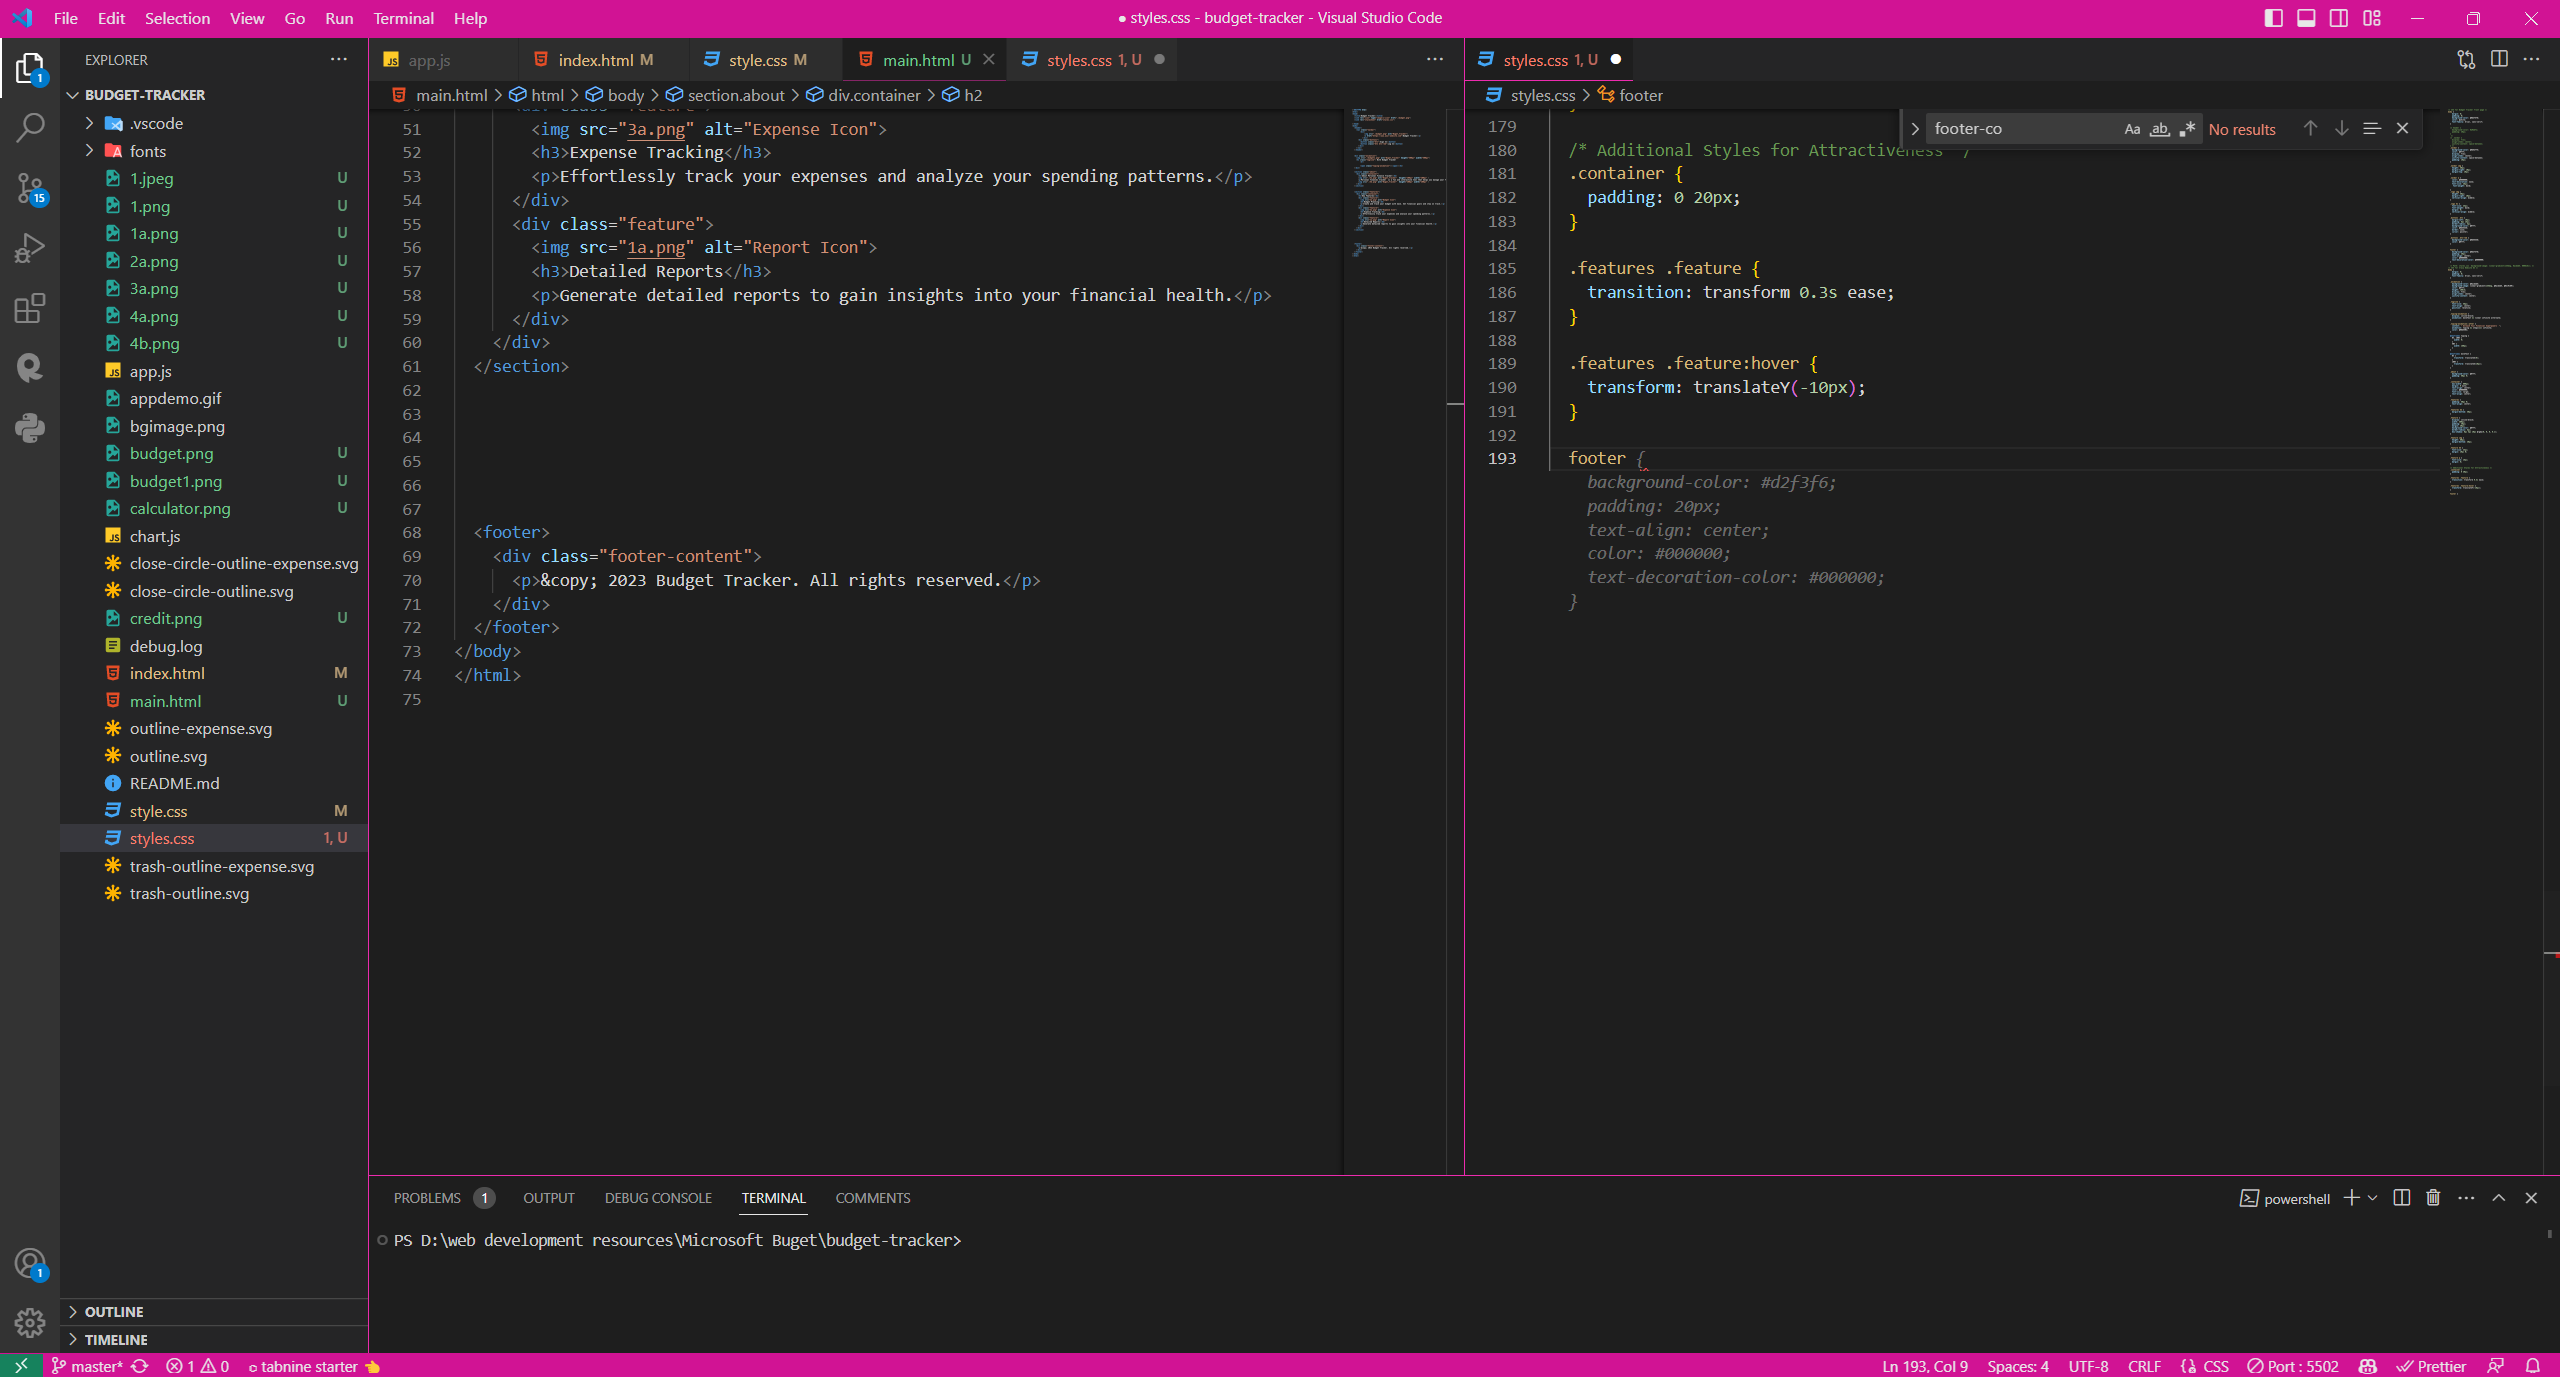 File Edit Selection View Go Run Terminal Help
● styles.css - budget-tracker - Visual Studio Code
EXPLORER
BUDGET-TRACKER
.vscode
fonts
1.jpeg U
1.png U
1a.png U
2a.png U
3a.png U
4a.png U
4b.png U
app.js
appdemo.gif
bgimage.png
budget.png U
budget1.png U
calculator.png U
chart.js
close-circle-outline-expense.svg
close-circle-outline.svg
credit.png U
debug.log
index.html M
main.html U
outline-expense.svg
outline.svg
README.md
style.css M
styles.css 1, U
trash-outline-expense.svg
trash-outline.svg
OUTLINE
TIMELINE
1
15
1
app.js index.html M style.css M main.html U styles.css 1, U
main.html > html > body > section.about > div.container > h2
51 <img src="3a.png" alt="Expense Icon">
52 <h3>Expense Tracking</h3>
53 <p>Effortlessly track your expenses and analyze your spending patterns.</p>
54 </div>
55 <div class="feature">
56 <img src="1a.png" alt="Report Icon">
57 <h3>Detailed Reports</h3>
58 <p>Generate detailed reports to gain insights into your financial health.</p>
59 </div>
60 </div>
61 </section>
62
63
64
65
66
67
68 <footer>
69 <div class="footer-content">
70 <p>&copy; 2023 Budget Tracker. All rights reserved.</p>
71 </div>
72 </footer>
73 </body>
74 </html>
75
styles.css 1, U
styles.css > footer
footer-co Aa ab No results
179
180 /* Additional Styles for Attractiveness
181 .container {
182 padding: 0 20px;
183 }
184
185 .features .feature {
186 transition: transform 0.3s ease;
187 }
188
189 .features .feature:hover {
190 transform: translateY(-10px);
191 }
192
193 footer {
background-color: #d2f3f6;
padding: 20px;
text-align: center;
color: #000000;
text-decoration-color: #000000;
}
PROBLEMS 1 OUTPUT DEBUG CONSOLE TERMINAL COMMENTS
powershell
PS D:\web development resources\Microsoft Buget\budget-tracker>
master* 1 0 tabnine starter
Ln 193, Col 9 Spaces: 4 UTF-8 CRLF CSS Port : 5502 Prettier